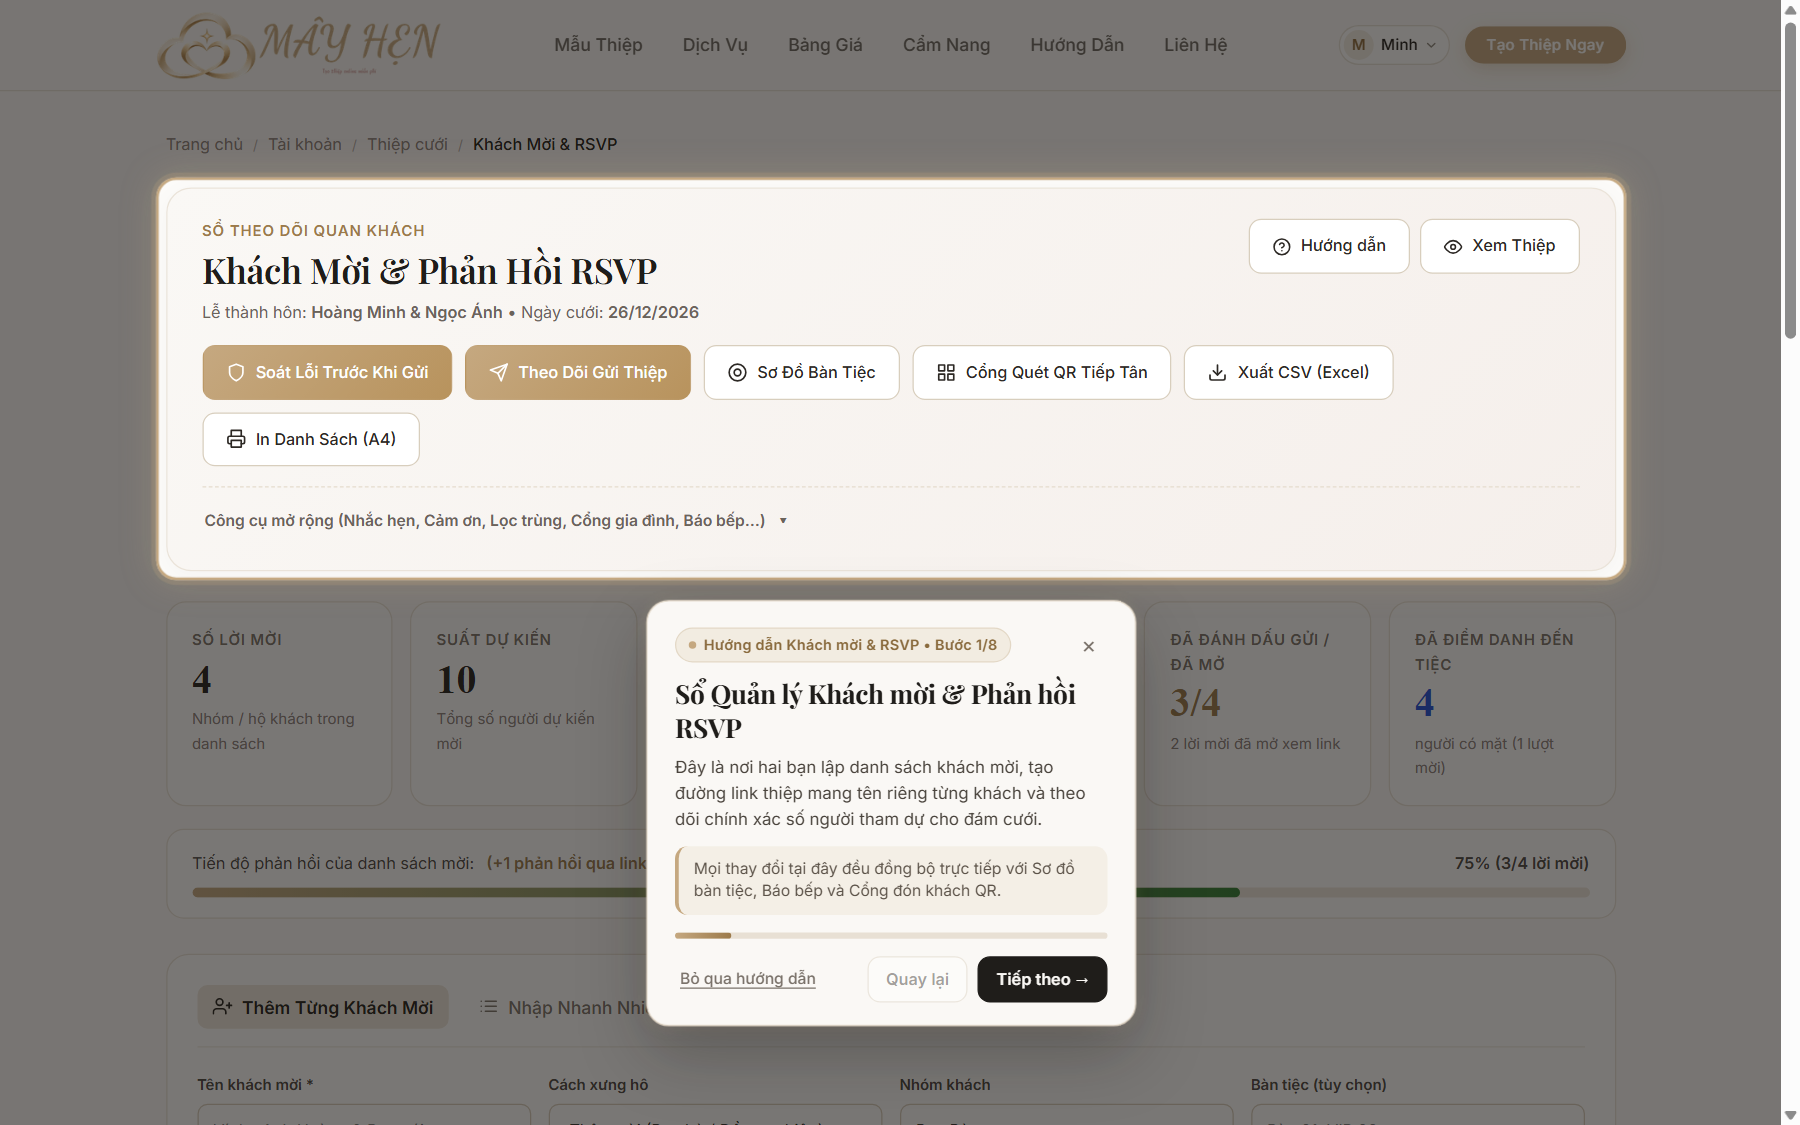 MÂY HẸN
Mẫu Thiệp
Dịch Vụ
Bảng Giá
Cẩm Nang
Hướng Dẫn
Liên Hệ
M Minh
Tạo Thiệp Ngay
Trang chủ / Tài khoản / Thiệp cưới / Khách Mời & RSVP
SỔ THEO DÕI QUAN KHÁCH
Khách Mời & Phản Hồi RSVP
Lễ thành hôn: Hoàng Minh & Ngọc Ánh • Ngày cưới: 26/12/2026
Hướng dẫn
Xem Thiệp
Soát Lỗi Trước Khi Gửi
Theo Dõi Gửi Thiệp
Sơ Đồ Bàn Tiệc
Cổng Quét QR Tiếp Tân
Xuất CSV (Excel)
In Danh Sách (A4)
Công cụ mở rộng (Nhắc hẹn, Cảm ơn, Lọc trùng, Cổng gia đình, Báo bếp...) ▼
SỐ LỜI MỜI
4
Nhóm / hộ khách trong
danh sách
SUẤT DỰ KIẾN
10
Tổng số người dự kiến
mời
ĐÃ ĐÁNH DẤU GỬI /
ĐÃ MỞ
3/4
2 lời mời đã mở xem link
ĐÃ ĐIỂM DANH ĐẾN
TIỆC
4
người có mặt (1 lượt
mời)
Hướng dẫn Khách mời & RSVP • Bước 1/8
Sổ Quản lý Khách mời & Phản hồi
RSVP
Đây là nơi hai bạn lập danh sách khách mời, tạo
đường link thiệp mang tên riêng từng khách và theo
dõi chính xác số người tham dự cho đám cưới.
Mọi thay đổi tại đây đều đồng bộ trực tiếp với Sơ đồ
bàn tiệc, Báo bếp và Cổng đón khách QR.
Bỏ qua hướng dẫn
Quay lại
Tiếp theo →
Tiến độ phản hồi của danh sách mời: (+1 phản hồi qua link
75% (3/4 lời mời)
Thêm Từng Khách Mời
Nhập Nhanh
Tên khách mời *
Cách xưng hô
Nhóm khách
Bàn tiệc (tùy chọn)